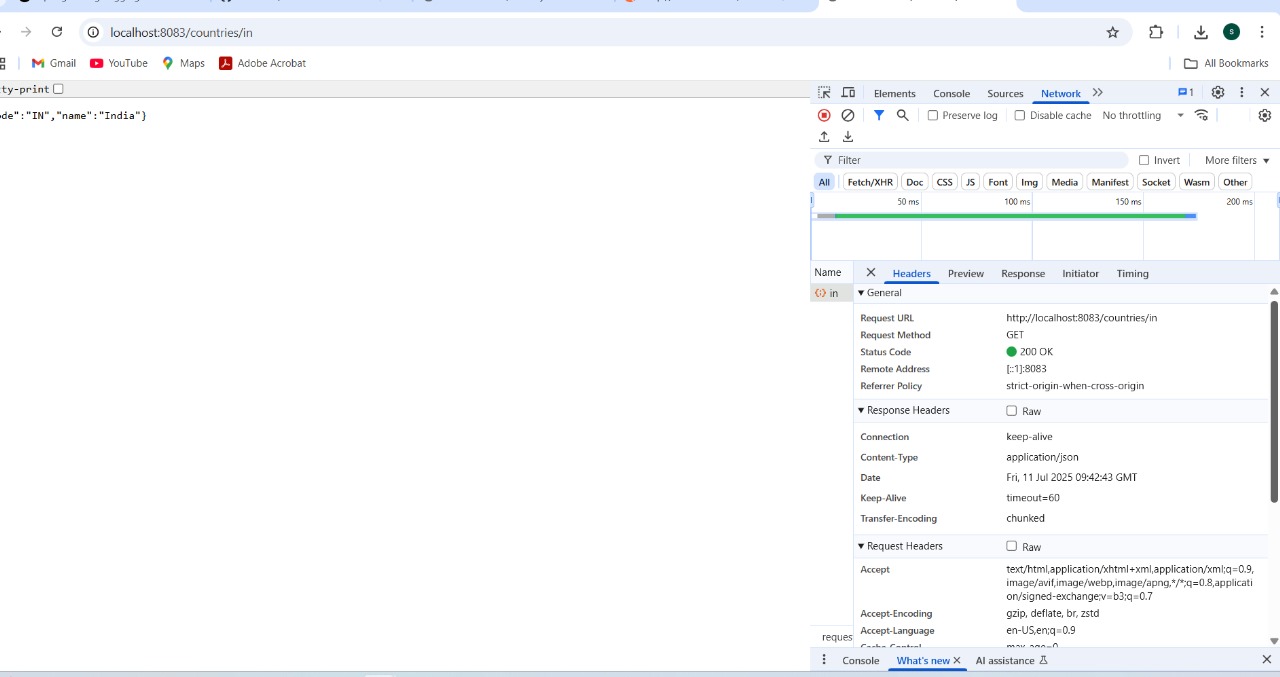 localhost:8083/countries/in
Gmail YouTube Maps Adobe Acrobat All Bookmarks
ty-print
de":"IN","name":"India"}
Elements Console Sources Network 1
Preserve log Disable cache No throttling
Filter Invert More filters
All Fetch/XHR Doc CSS JS Font Img Media Manifest Socket Wasm Other
50 ms 100 ms 150 ms 200 ms
Name Headers Preview Response Initiator Timing
in
General
Request URL http://localhost:8083/countries/in
Request Method GET
Status Code 200 OK
Remote Address [::1]:8083
Referrer Policy strict-origin-when-cross-origin
Response Headers Raw
Connection keep-alive
Content-Type application/json
Date Fri, 11 Jul 2025 09:42:43 GMT
Keep-Alive timeout=60
Transfer-Encoding chunked
Request Headers Raw
Accept text/html,application/xhtml+xml,application/xml;q=0.9,
image/avif,image/webp,image/apng,*/*;q=0.8,applicati
on/signed-exchange;v=b3;q=0.7
Accept-Encoding gzip, deflate, br, zstd
Accept-Language en-US,en;q=0.9
Cache-Control max-age=0
reques
Console What's new AI assistance